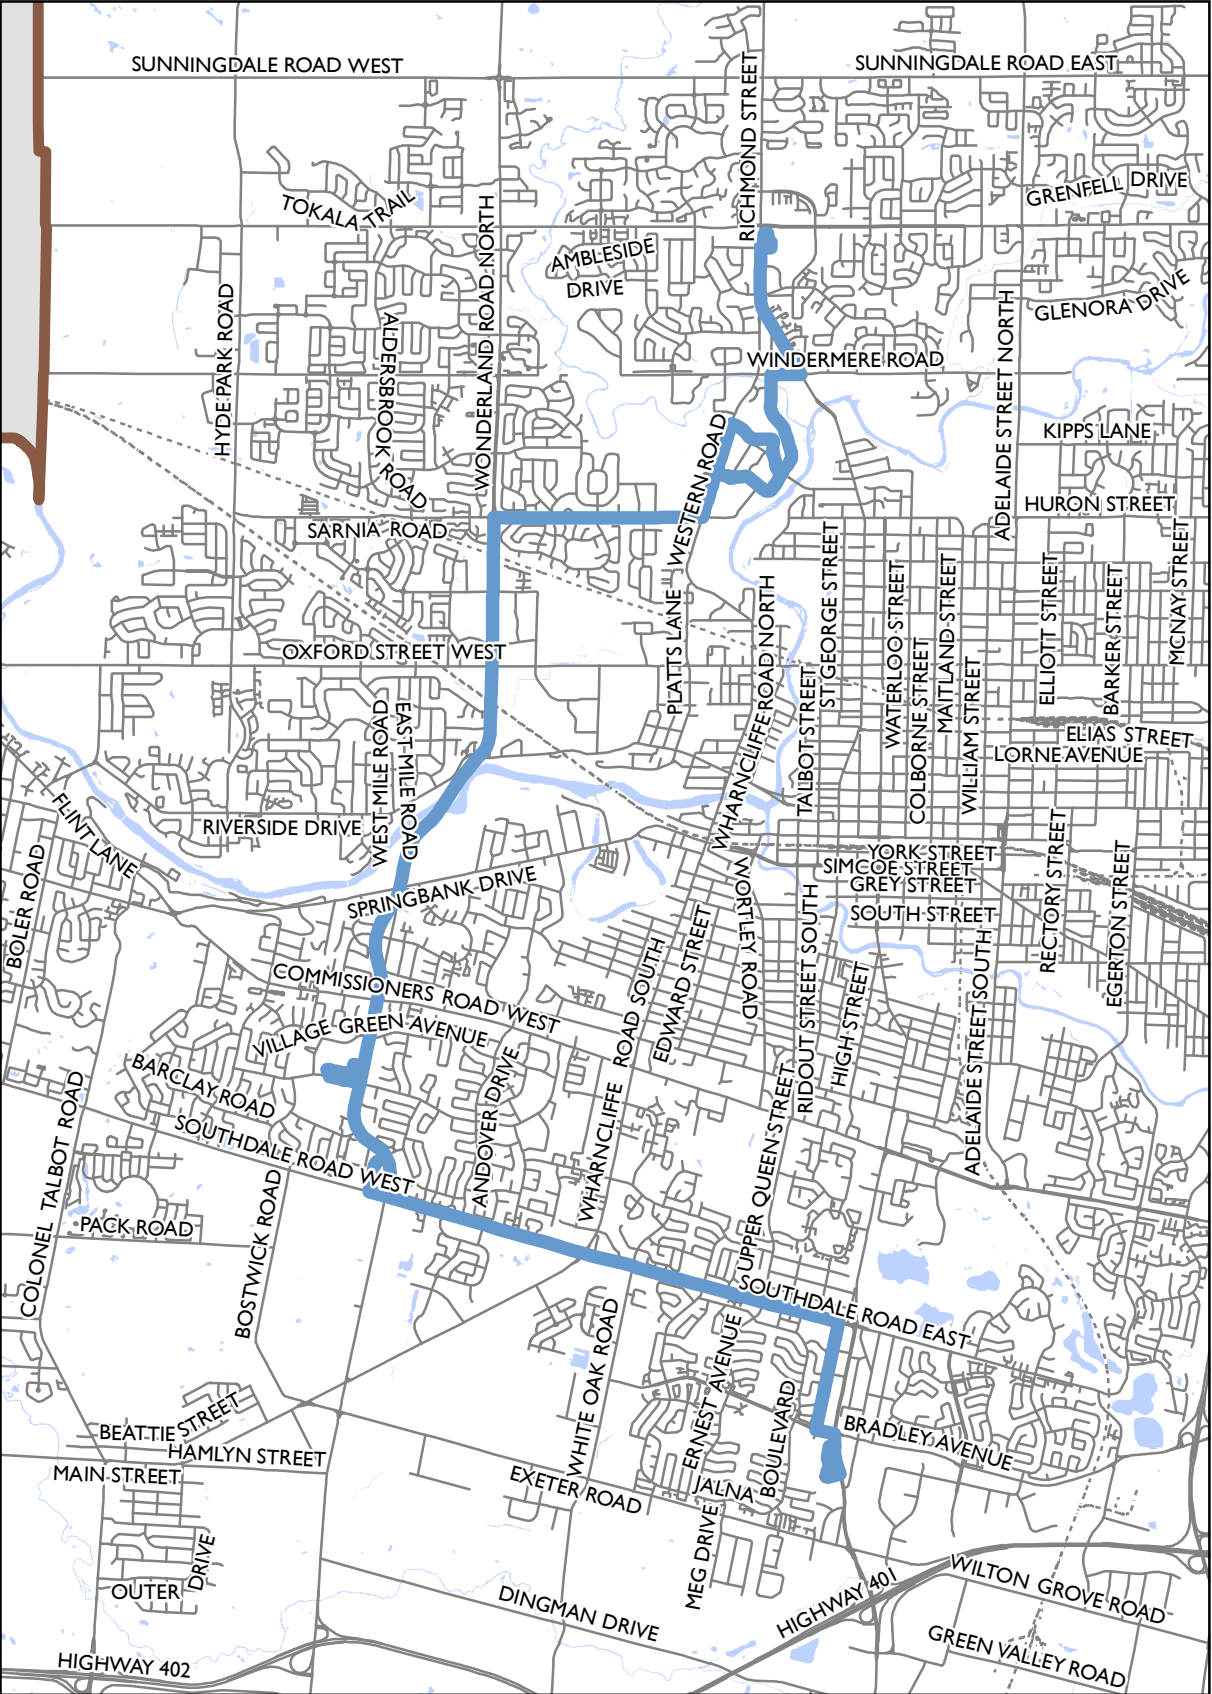 SUNNINGDALE ROAD WEST
SUNNINGDALE ROAD EAST
RICHMOND STREET
GRENFELL DRIVE
TOKALA TRAIL
WONDERLAND ROAD NORTH
AMBLESIDE
DRIVE
GLENORA DRIVE
HYDE PARK ROAD
ALDERSBROOK ROAD
ADELAIDE STREET NORTH
WINDERMERE ROAD
KIPPS LANE
WESTERN ROAD
HURON STREET
SARNIA ROAD
ST GEORGE STREET
MCNAY STREET
ELLIOTT STREET
BARKER STREET
WATERLOO STREET
MAITLAND STREET
PLATTS LANE
WHARNCLIFFE ROAD NORTH
OXFORD STREET WEST
COLBORNE STREET
WILLIAM STREET
TALBOT STREET
WEST MILE ROAD
EAST MILE ROAD
ELIAS STREET
LORNE AVENUE
FLINT LANE
RIVERSIDE DRIVE
RECTORY STREET
EGERTON STREET
YORK STREET
SIMCOE STREET
GREY STREET
SOUTH STREET
BOLER ROAD
SPRINGBANK DRIVE
WORTLEY ROAD
EDWARD STREET
RIDOUT STREET SOUTH
HIGH STREET
ADELAIDE STREET SOUTH
COMMISSIONERS ROAD WEST
WHARNCLIFFE ROAD SOUTH
VILLAGE GREEN AVENUE
BARCLAY ROAD
ANDOVER DRIVE
UPPER QUEEN STREET
COLONEL TALBOT ROAD
SOUTHDALE ROAD WEST
PACK ROAD
BOSTWICK ROAD
SOUTHDALE ROAD EAST
WHITE OAK ROAD
ERNEST AVENUE
JALNA
BOULEVARD
BRADLEY AVENUE
BEATTIE STREET
HAMLYN STREET
MAIN STREET
EXETER ROAD
MEG DRIVE
OUTER
DRIVE
DINGMAN DRIVE
HIGHWAY 401
WILTON GROVE ROAD
GREEN VALLEY ROAD
HIGHWAY 402